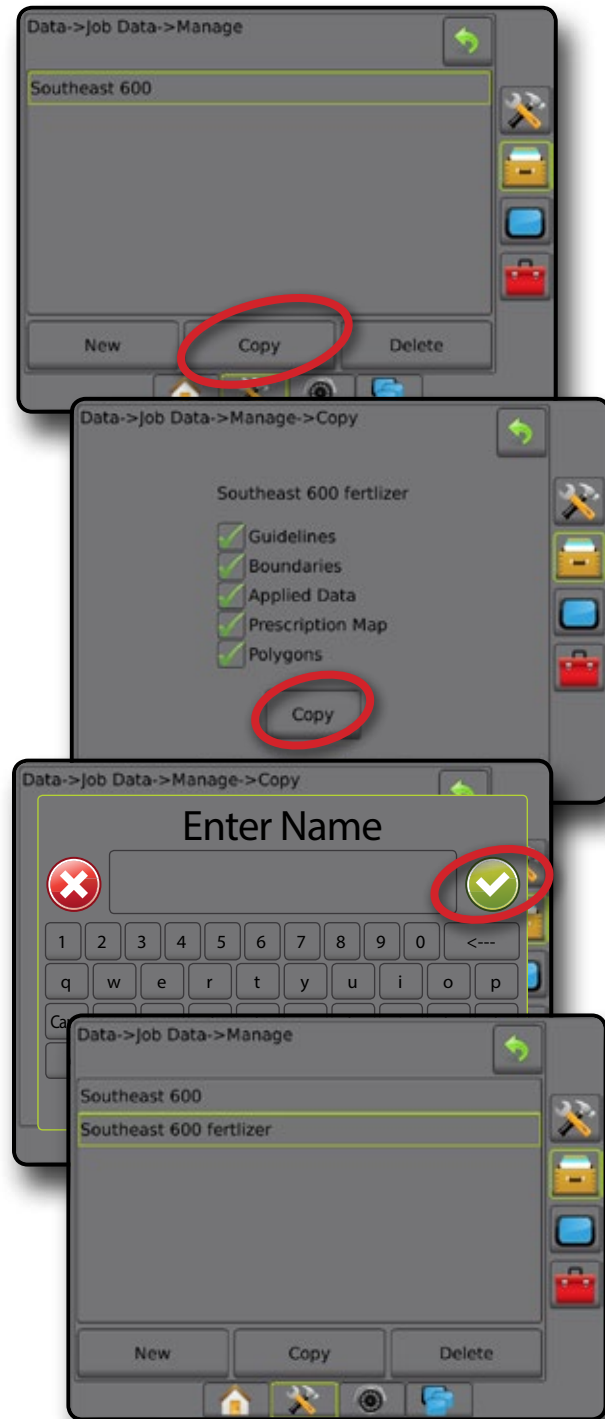 Data->Job Data->Manage
Southeast 600
New Copy Delete
Data->Job Data->Manage->Copy
Southeast 600 fertlizer
Guidelines
Boundaries
Applied Data
Prescription Map
Polygons
Copy
Data->Job Data->Manage->Copy
Enter Name
1 2 3 4 5 6 7 8 9 0 <---
q w e r t y u i o p
Data->Job Data->Manage
Southeast 600
Southeast 600 fertlizer
New Copy Delete